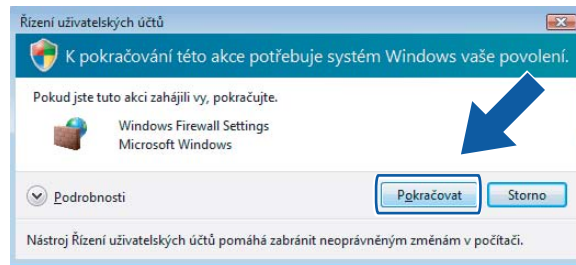 Řízení uživatelských účtů
K pokračování této akce potřebuje systém Windows vaše povolení.
Pokud jste tuto akci zahájili vy, pokračujte.
Windows Firewall Settings
Microsoft Windows
Podrobnosti
Pokračovat
Storno
Nástroj Řízení uživatelských účtů pomáhá zabránit neoprávněným změnám v počítači.